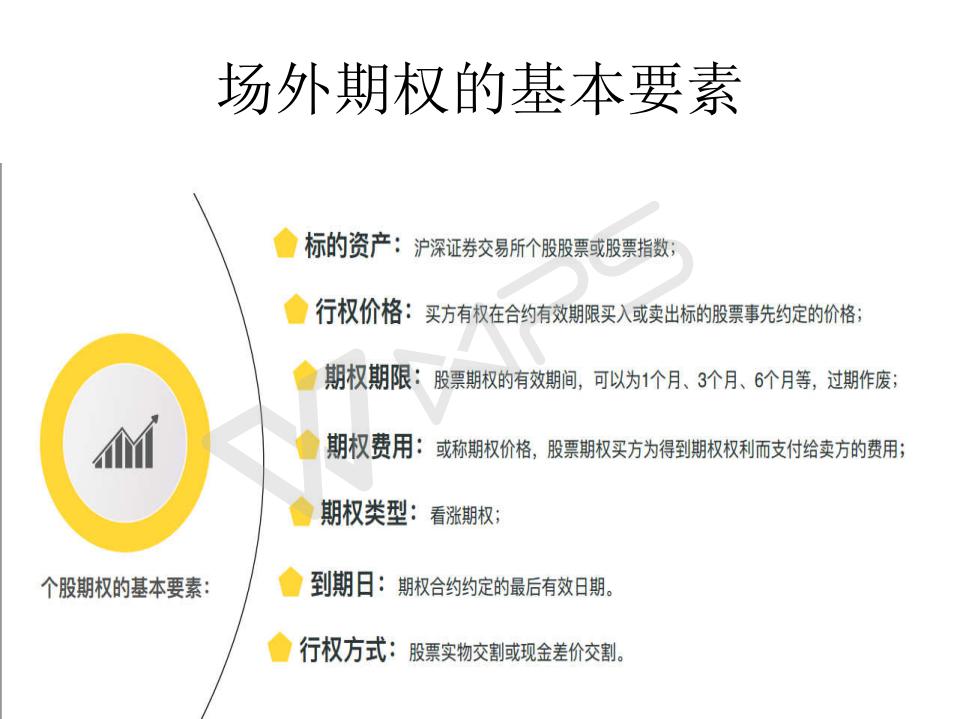 场外期权的基本要素
标的资产：沪深证券交易所个股股票或股票指数；
行权价格：买方有权在合约有效期限买入或卖出标的股票事先约定的价格；
期权期限：股票期权的有效期间，可以为1个月、3个月、6个月等，过期作废；
期权费用：或称期权价格，股票期权买方为得到期权权利而支付给卖方的费用；
期权类型：看涨期权；
到期日：期权合约约定的最后有效日期。
行权方式：股票实物交割或现金差价交割。
个股期权的基本要素：
WPS